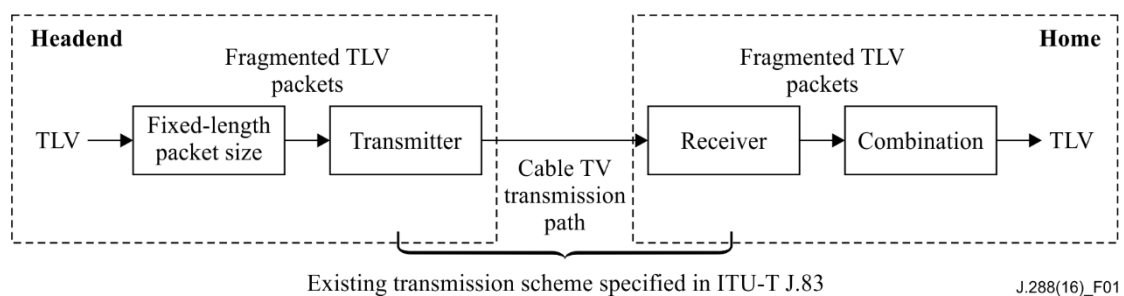 Headend
Home
Fragmented TLV
packets
Fragmented TLV
packets
TLV
Fixed-length
packet size
Transmitter
Receiver
Combination
TLV
Cable TV
transmission
path
Existing transmission scheme specified in ITU-T J.83
J.288(16)_F01